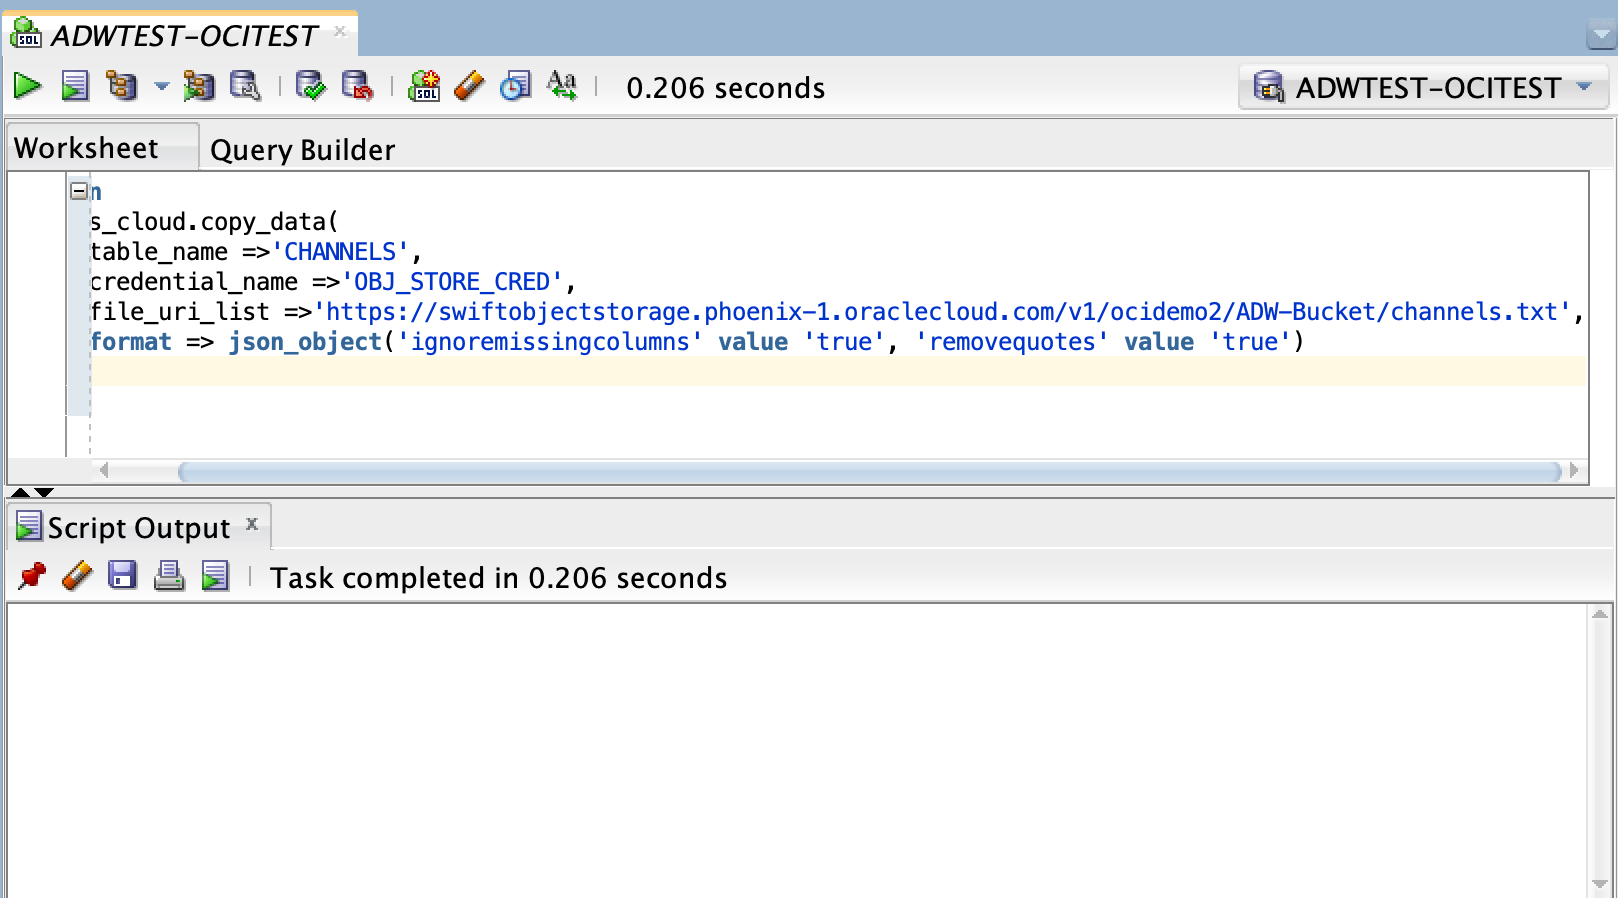 ADWTEST-OCITEST
0.206 seconds
ADWTEST-OCITEST
Worksheet
Query Builder
n
s_cloud.copy_data(
table_name =>'CHANNELS',
credential_name =>'OBJ_STORE_CRED',
file_uri_list =>'https://swiftobjectstorage.phoenix-1.oraclecloud.com/v1/ocidemo2/ADW-Bucket/channels.txt',
format => json_object('ignoremissingcolumns' value 'true', 'removequotes' value 'true')
Script Output
Task completed in 0.206 seconds